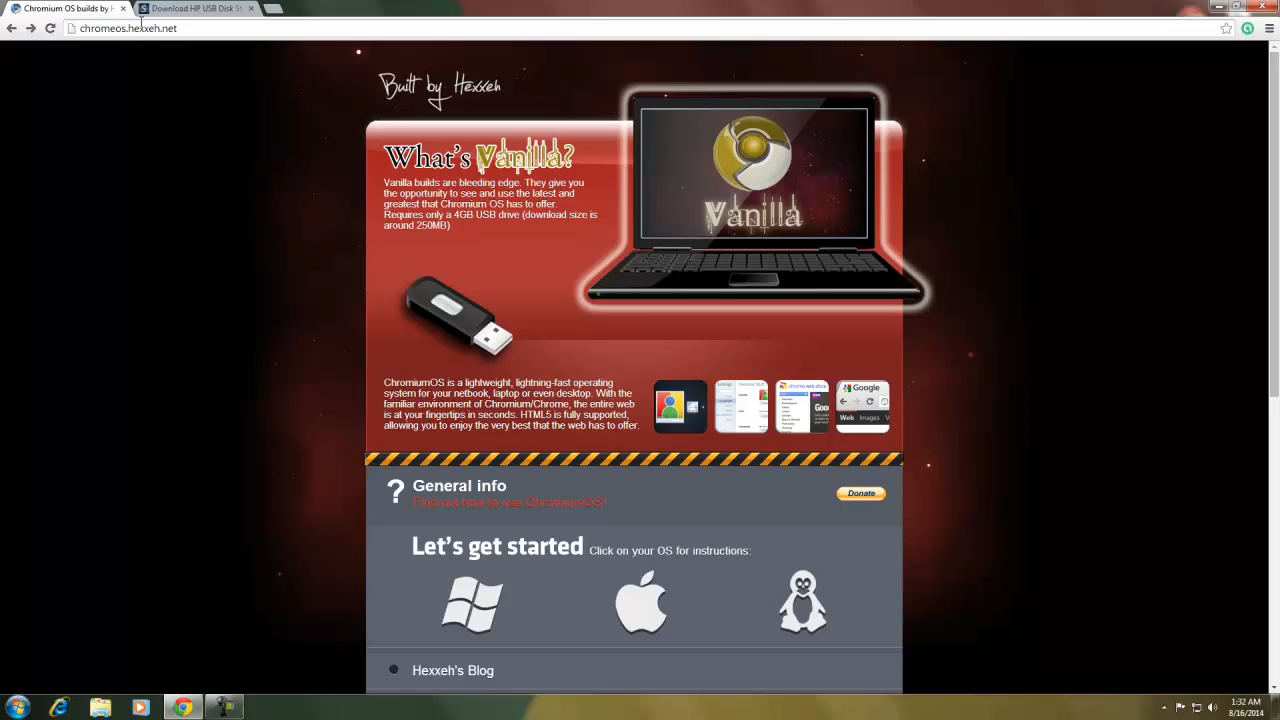 Chromium OS builds by H
Download HP USB Disk St
chromeos.hexxeh.net
Built by Hexxeh
What's Vanilla?
Vanilla builds are bleeding edge. They give you
the opportunity to see and use the latest and
greatest that Chromium OS has to offer.
Requires only a 4GB USB drive (download size is
around 250MB)
Vanilla
ChromiumOS is a lightweight, lightning-fast operating
system for your netbook, laptop or even desktop. With the
familiar environment of Chromium/Chrome, the entire web
is at your fingertips in seconds. HTML5 is fully supported,
allowing you to enjoy the very best that the web has to offer.
chrome web store
Goo
Google
Web Images V
? General info
Find out how to use ChromiumOS!
Donate
Let's get started Click on your OS for instructions:
Hexxeh's Blog
1:32 AM
8/16/2014